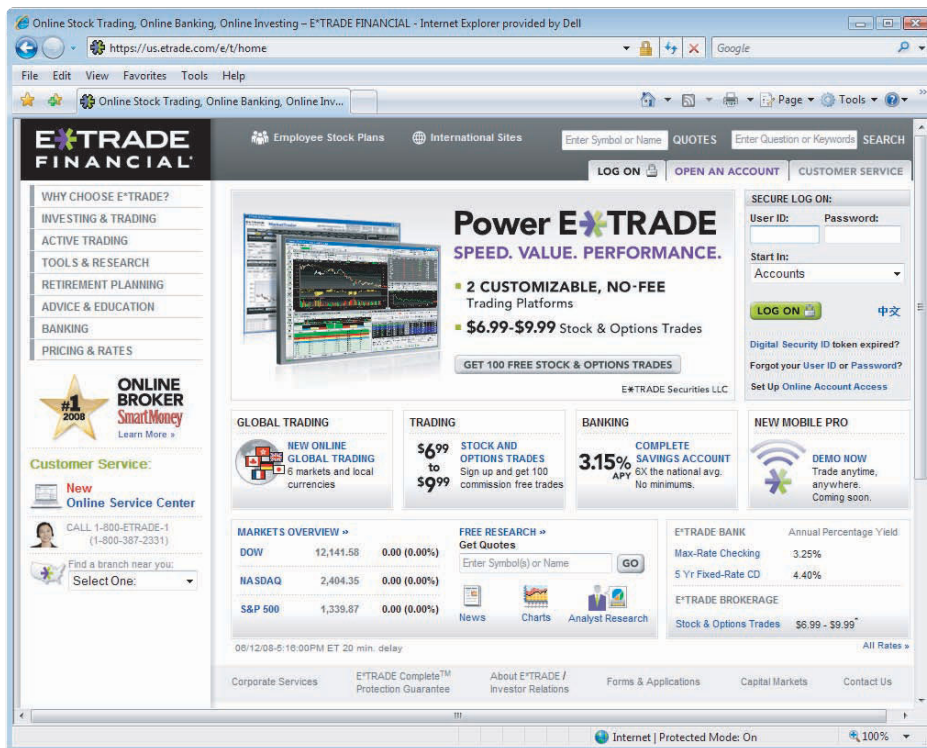 Online Stock Trading, Online Banking, Online Investing – E*TRADE FINANCIAL - Internet Explorer provided by Dell
https://us.etrade.com/e/t/home
Google
File Edit View Favorites Tools Help
Online Stock Trading, Online Banking, Online Inv...
Page Tools
E*TRADE
FINANCIAL
Employee Stock Plans
International Sites
Enter Symbol or Name QUOTES
Enter Question or Keywords SEARCH
LOG ON
OPEN AN ACCOUNT
CUSTOMER SERVICE
WHY CHOOSE E*TRADE?
INVESTING & TRADING
ACTIVE TRADING
TOOLS & RESEARCH
RETIREMENT PLANNING
ADVICE & EDUCATION
BANKING
PRICING & RATES
#1
2008
ONLINE
BROKER
SmartMoney
Learn More »
Customer Service:
New
Online Service Center
CALL 1-800-ETRADE-1
(1-800-387-2331)
Find a branch near you:
Select One:
Power E*TRADE
SPEED. VALUE. PERFORMANCE.
2 CUSTOMIZABLE, NO-FEE
Trading Platforms
$6.99-$9.99 Stock & Options Trades
GET 100 FREE STOCK & OPTIONS TRADES
E*TRADE Securities LLC
SECURE LOG ON:
User ID: Password:
Start In:
Accounts
LOG ON
中文
Digital Security ID token expired?
Forgot your User ID or Password?
Set Up Online Account Access
GLOBAL TRADING
NEW ONLINE
GLOBAL TRADING
6 markets and local
currencies
TRADING
$6.99
to
$9.99
STOCK AND
OPTIONS TRADES
Sign up and get 100
commission free trades
BANKING
3.15%
APY
COMPLETE
SAVINGS ACCOUNT
6X the national avg.
No minimums.
NEW MOBILE PRO
DEMO NOW
Trade anytime,
anywhere.
Coming soon.
MARKETS OVERVIEW »
DOW 12,141.58 0.00 (0.00%)
NASDAQ 2,404.35 0.00 (0.00%)
S&P 500 1,339.87 0.00 (0.00%)
FREE RESEARCH »
Get Quotes
Enter Symbol(s) or Name GO
News Charts Analyst Research
E*TRADE BANK Annual Percentage Yield
Max-Rate Checking 3.25%
5 Yr Fixed-Rate CD 4.40%
E*TRADE BROKERAGE
Stock & Options Trades $6.99 - $9.99*
06/12/08-5:16:00PM ET 20 min. delay
All Rates »
Corporate Services
E*TRADE Complete™
Protection Guarantee
About E*TRADE /
Investor Relations
Forms & Applications
Capital Markets
Contact Us
Internet | Protected Mode: On
100%